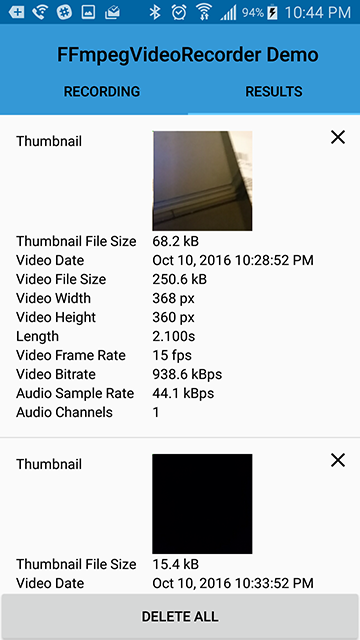 94% 10:44 PM
FFmpegVideoRecorder Demo
RECORDING RESULTS
Thumbnail
Thumbnail File Size 68.2 kB
Video Date Oct 10, 2016 10:28:52 PM
Video File Size 250.6 kB
Video Width 368 px
Video Height 360 px
Length 2.100s
Video Frame Rate 15 fps
Video Bitrate 938.6 kBps
Audio Sample Rate 44.1 kBps
Audio Channels 1
Thumbnail
Thumbnail File Size 15.4 kB
Video Date Oct 10, 2016 10:33:52 PM
DELETE ALL